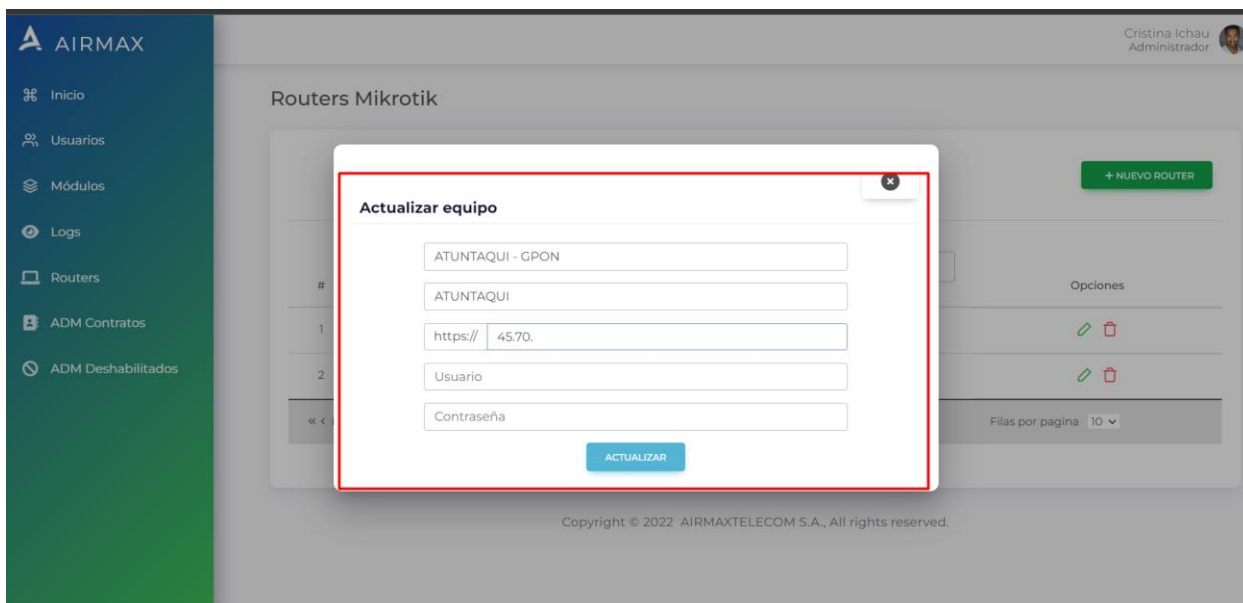 AIRMAX
Cristina Ichau
Administrador
Inicio
Usuarios
Módulos
Logs
Routers
ADM Contratos
ADM Deshabilitados
Routers Mikrotik
+ NUEVO ROUTER
Actualizar equipo
ATUNTAQUI - GPON
ATUNTAQUI
https:// 45.70.
Usuario
Contraseña
ACTUALIZAR
# Opciones
1
2
« < Filas por pagina 10
Copyright © 2022 AIRMAXTELECOM S.A., All rights reserved.